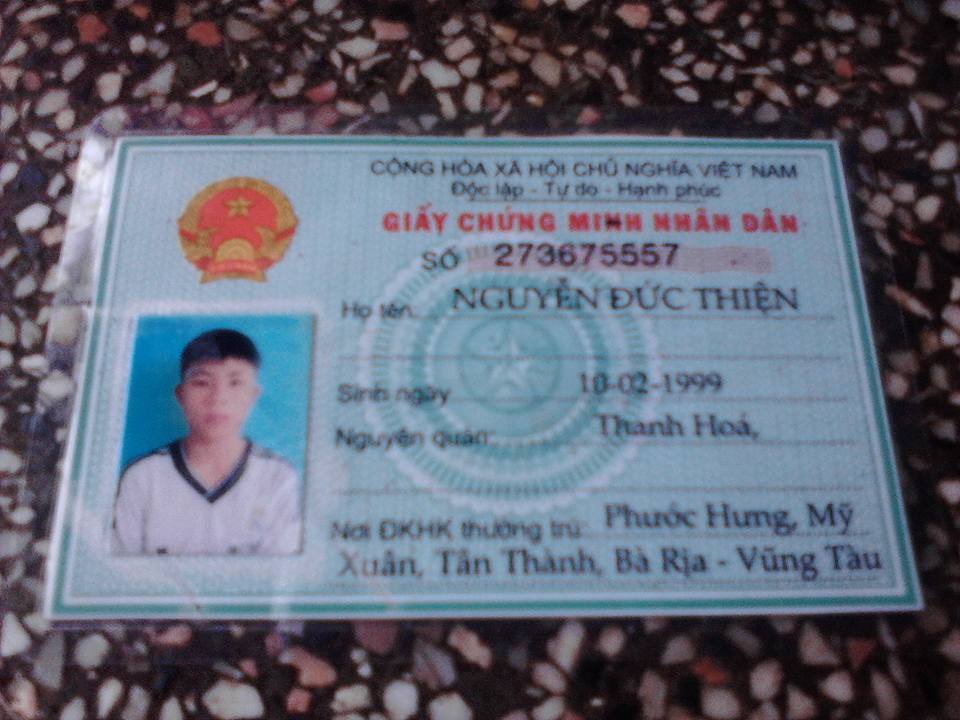 CỘNG HÒA XÃ HỘI CHỦ NGHĨA VIỆT NAM
Độc lập - Tự do - Hạnh phúc
GIẤY CHỨNG MINH NHÂN DÂN
SỐ 273675557
Họ tên: NGUYỄN ĐỨC THIỆN
Sinh ngày 10-02-1999
Nguyên quán: Thanh Hoá,
Nơi ĐKHK thường trú: Phước Hưng, Mỹ
Xuân, Tân Thành, Bà Rịa - Vũng Tàu